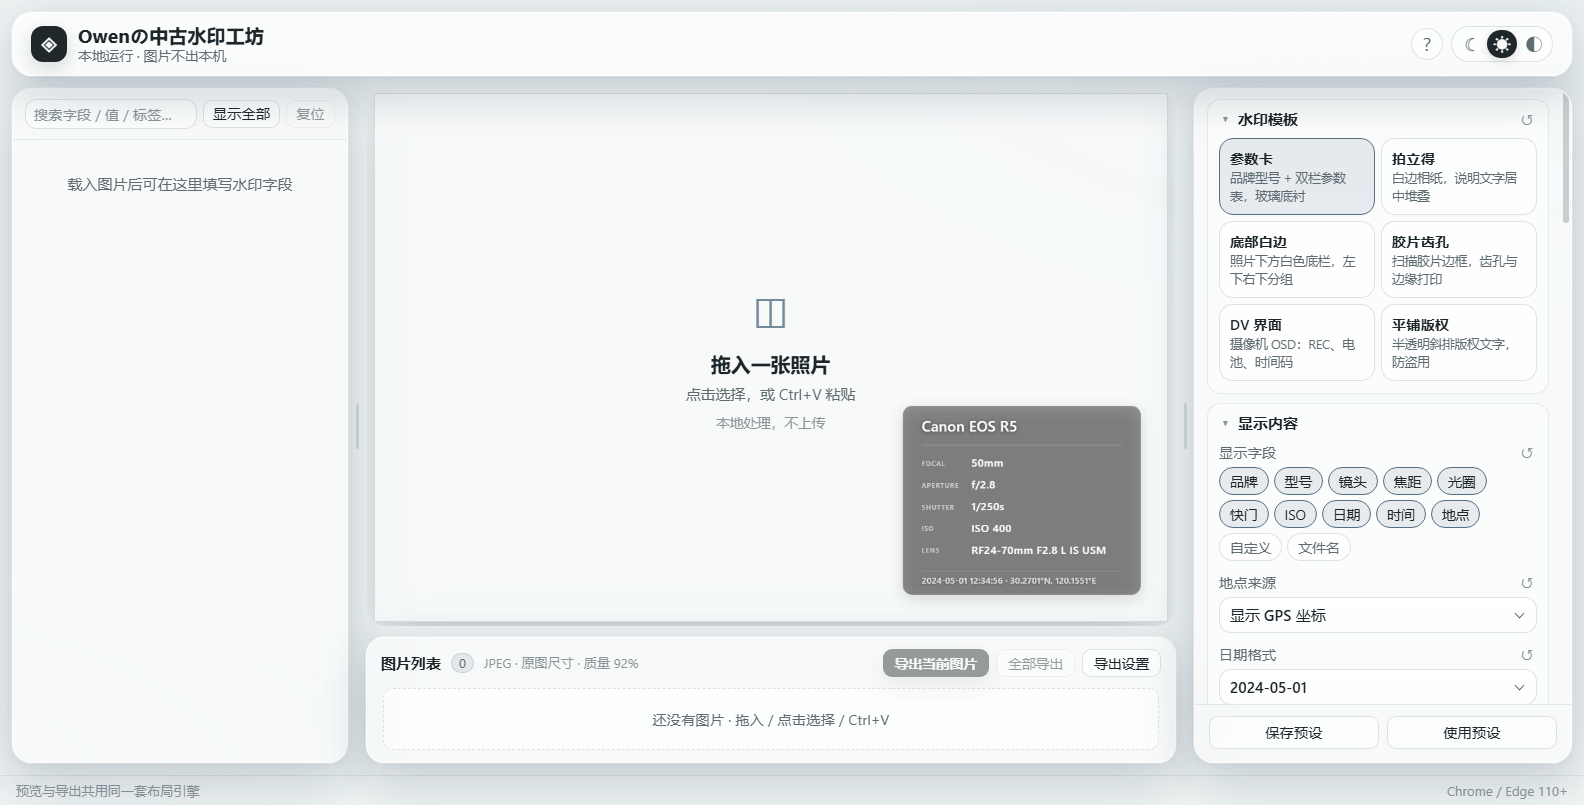 Owenの中古水印工坊
本地运行 · 图片不出本机
?
搜索字段 / 值 / 标签...
显示全部
复位
载入图片后可在这里填写水印字段
拖入一张照片
点击选择，或 Ctrl+V 粘贴
本地处理，不上传
Canon EOS R5
FOCAL 50mm
APERTURE f/2.8
SHUTTER 1/250s
ISO ISO 400
LENS RF24-70mm F2.8 L IS USM
2024-05-01 12:34:56 · 30.2701°N, 120.1551°E
图片列表 0 JPEG · 原图尺寸 · 质量 92%
导出当前图片
全部导出
导出设置
还没有图片 · 拖入 / 点击选择 / Ctrl+V
水印模板
参数卡
品牌型号 + 双栏参数
表，玻璃底衬
拍立得
白边相纸，说明文字居
中堆叠
底部白边
照片下方白色底栏，左
下右下分组
胶片齿孔
扫描胶片边框，齿孔与
边缘打印
DV 界面
摄像机 OSD：REC、电
池、时间码
平铺版权
半透明斜排版权文字，
防盗用
显示内容
显示字段
品牌 型号 镜头 焦距 光圈
快门 ISO 日期 时间 地点
自定义 文件名
地点来源
显示 GPS 坐标
日期格式
2024-05-01
保存预设
使用预设
预览与导出共用同一套布局引擎
Chrome / Edge 110+